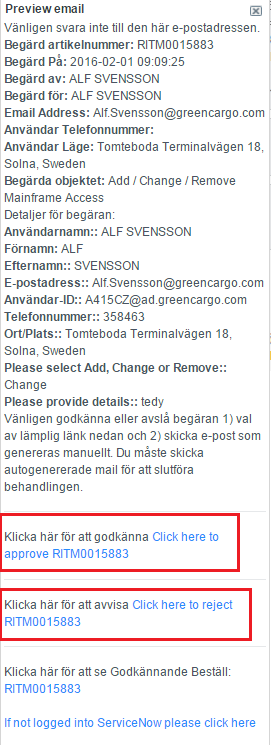 Preview email
Vänligen svara inte till den här e-postadressen.
Begärd artikelnummer: RITM0015883
Begärd På: 2016-02-01 09:09:25
Begärd av: ALF SVENSSON
Begärd för: ALF SVENSSON
Email Address: Alf.Svensson@greencargo.com
Användar Telefonnummer:
Användar Läge: Tomteboda Terminalvägen 18,
Solna, Sweden
Begärda objektet: Add / Change / Remove
Mainframe Access
Detaljer för begäran:
Användarnamn:: ALF SVENSSON
Förnamn: ALF
Efternamn:: SVENSSON
E-postadress:: Alf.Svensson@greencargo.com
Användar-ID:: A415CZ@ad.greencargo.com
Telefonnummer:: 358463
Ort/Plats:: Tomteboda Terminalvägen 18,
Solna, Sweden
Please select Add, Change or Remove::
Change
Please provide details:: tedy
Vänligen godkänna eller avslå begäran 1) val
av lämplig länk nedan och 2) skicka e-post som
genereras manuellt. Du måste skicka
autogenererade mail för att slutföra
behandlingen.
Klicka här för att godkänna Click here to
approve RITM0015883
Klicka här för att avvisa Click here to reject
RITM0015883
Klicka här för att se Godkännande Beställ:
RITM0015883
If not logged into ServiceNow please click here